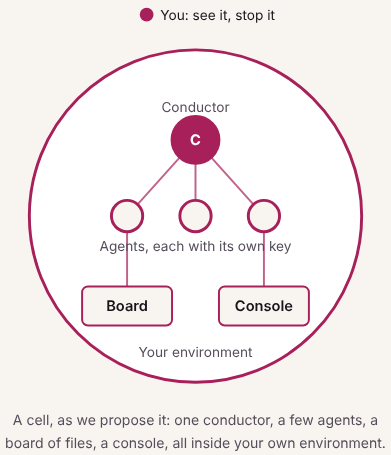 You: see it, stop it
Conductor
C
Agents, each with its own key
Board
Console
Your environment
A cell, as we propose it: one conductor, a few agents, a
board of files, a console, all inside your own environment.